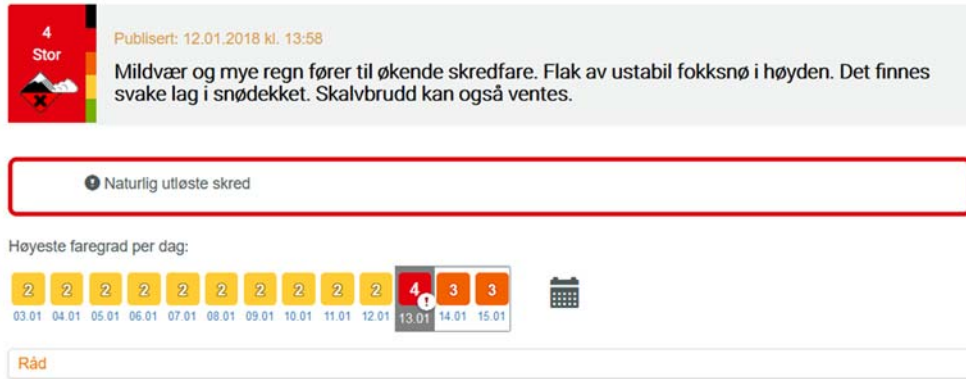 4
Stor
Publisert: 12.01.2018 kl. 13:58
Mildvær og mye regn fører til økende skredfare. Flak av ustabil fokksnø i høyden. Det finnes
svake lag i snødekket. Skalvbrudd kan også ventes.
Naturlig utløste skred
Høyeste faregrad per dag:
2 2 2 2 2 2 2 2 2 2 4 3 3
03.01 04.01 05.01 06.01 07.01 08.01 09.01 10.01 11.01 12.01 13.01 14.01 15.01
Råd